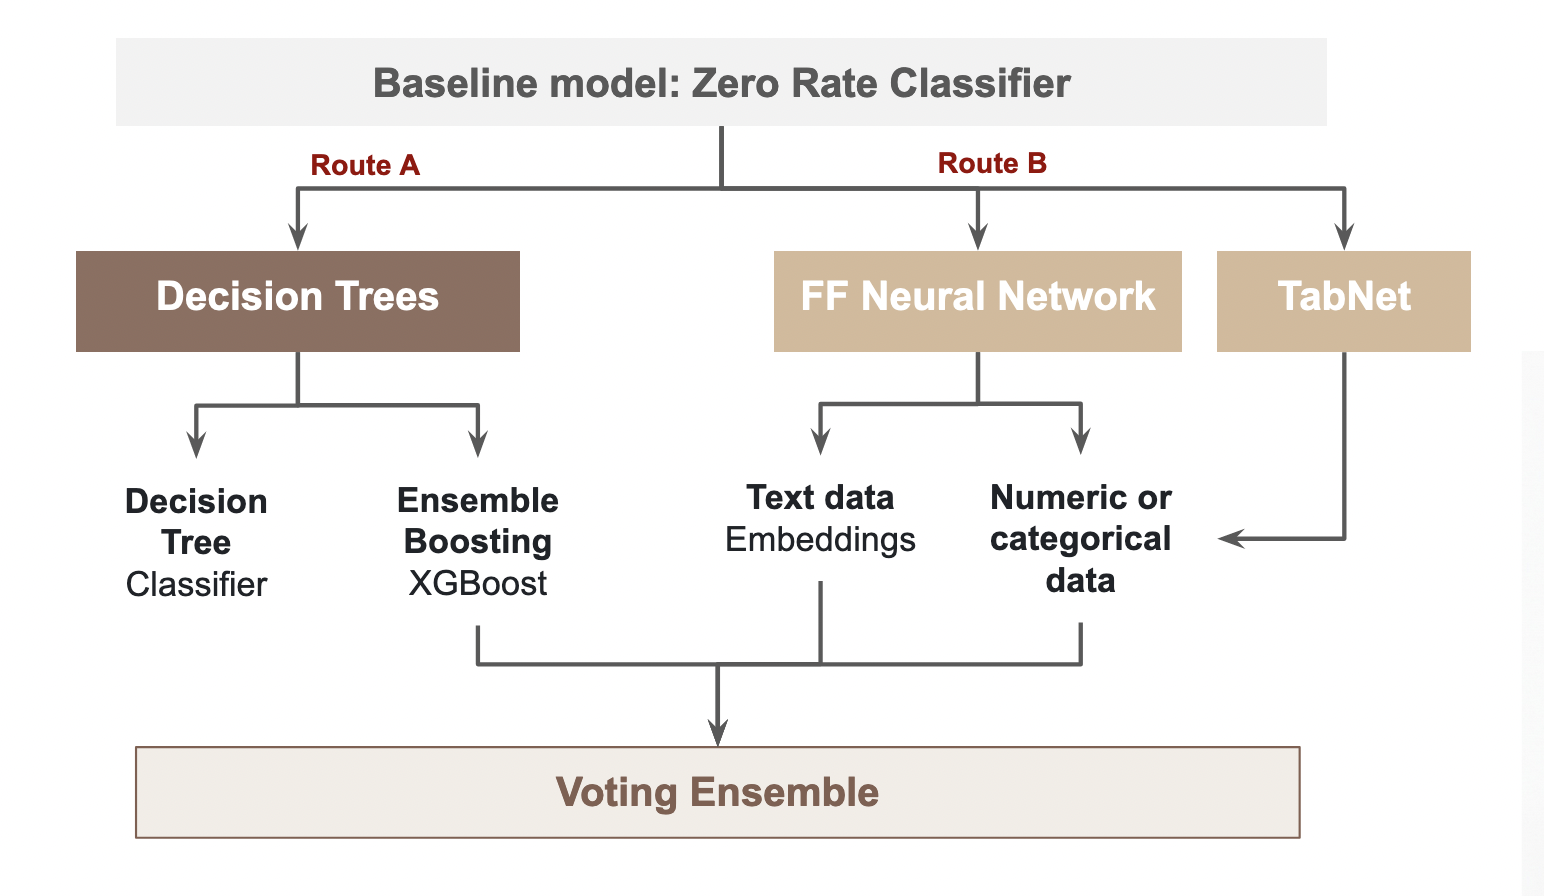 Baseline model: Zero Rate Classifier
Route A
Route B
Decision Trees
FF Neural Network
TabNet
Decision
Tree
Classifier
Ensemble
Boosting
XGBoost
Text data
Embeddings
Numeric or
categorical
data
Voting Ensemble